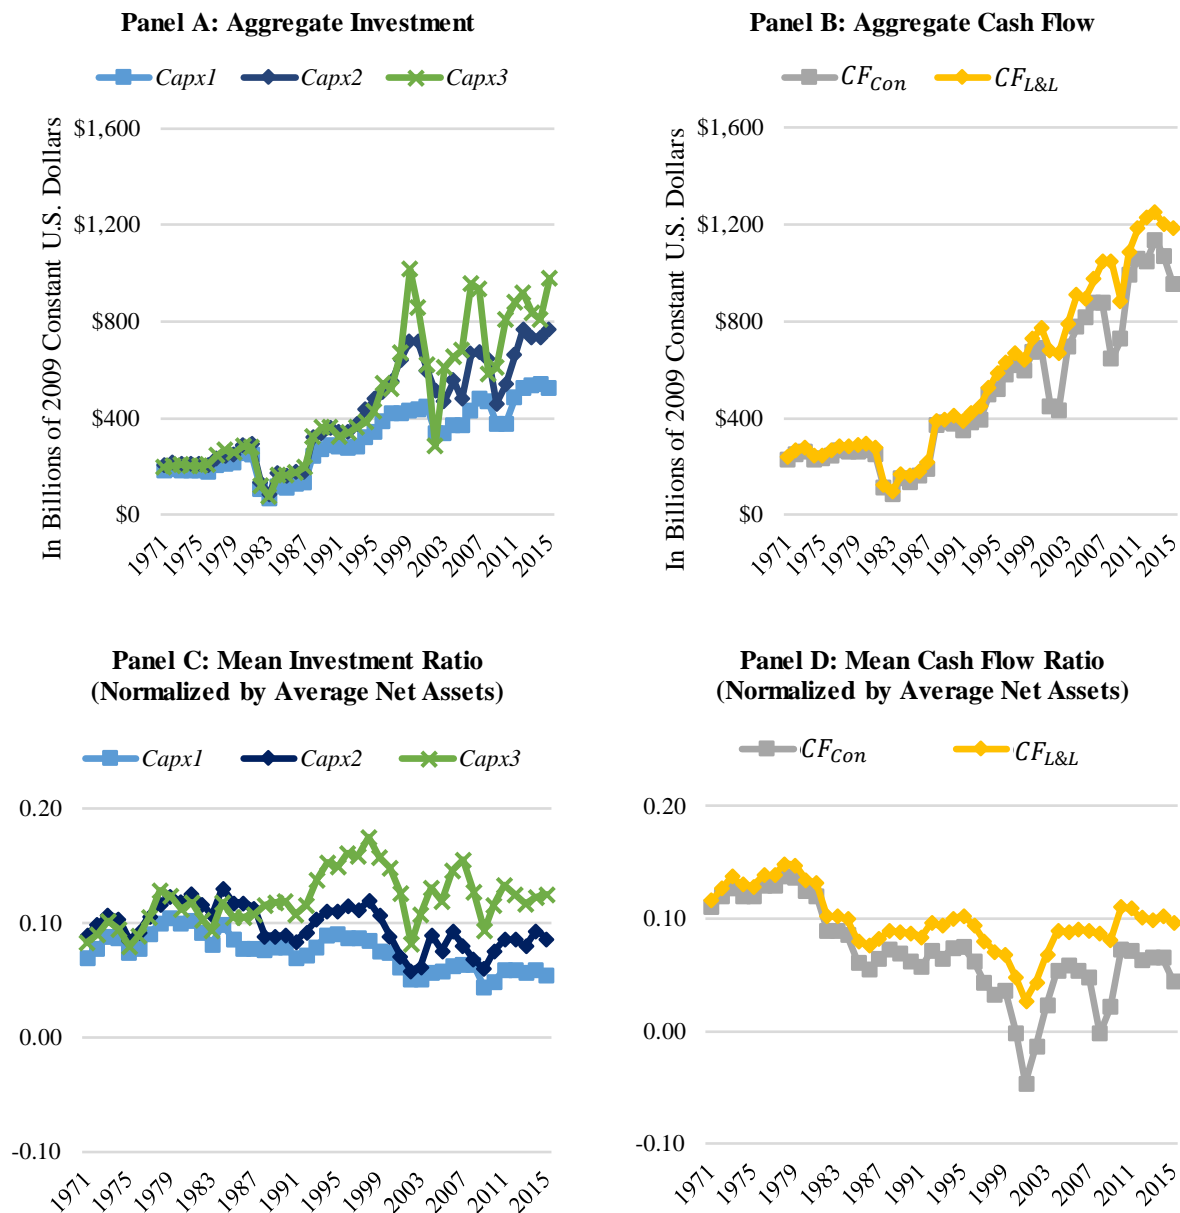 Panel A: Aggregate Investment
Capx1 Capx2 Capx3
In Billions of 2009 Constant U.S. Dollars
$1,600
$1,200
$800
$400
$0
1971 1975 1979 1983 1987 1991 1995 1999 2003 2007 2011 2015
Panel B: Aggregate Cash Flow
CF_Con CF_L&L
In Billions of 2009 Constant U.S. Dollars
$1,600
$1,200
$800
$400
$0
1971 1975 1979 1983 1987 1991 1995 1999 2003 2007 2011 2015
Panel C: Mean Investment Ratio
(Normalized by Average Net Assets)
Capx1 Capx2 Capx3
0.20
0.10
0.00
-0.10
1971 1975 1979 1983 1987 1991 1995 1999 2003 2007 2011 2015
Panel D: Mean Cash Flow Ratio
(Normalized by Average Net Assets)
CF_Con CF_L&L
0.20
0.10
0.00
-0.10
1971 1975 1979 1983 1987 1991 1995 1999 2003 2007 2011 2015